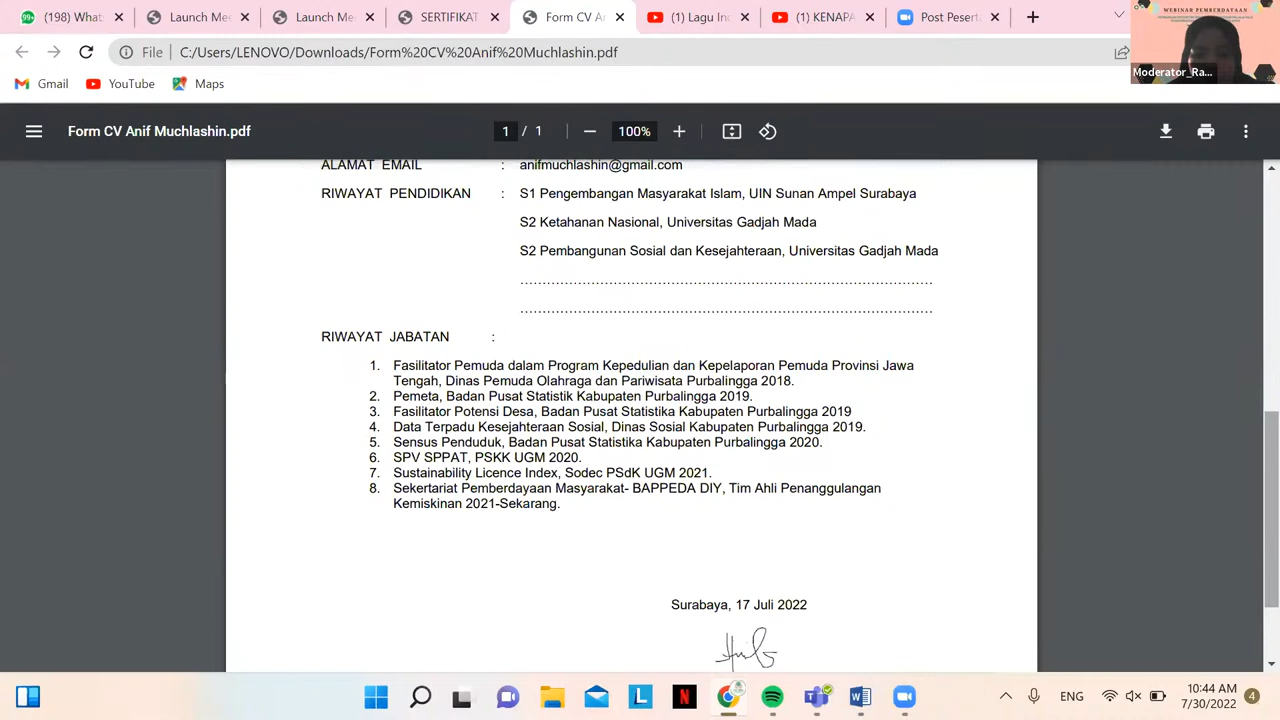 (198) What
Launch Me
Launch Me
SERTIFIKAT
Form CV An
(1) Lagu In
(1) KENAPA
Post Pesert
File
C:/Users/LENOVO/Downloads/Form%20CV%20Anif%20Muchlashin.pdf
WEBINAR PEMBERDAYAAN
Moderator_Ra...
Gmail
YouTube
Maps
Form CV Anif Muchlashin.pdf
1 / 1
100%
ALAMAT EMAIL : anifmuchlashin@gmail.com
RIWAYAT PENDIDIKAN : S1 Pengembangan Masyarakat Islam, UIN Sunan Ampel Surabaya
S2 Ketahanan Nasional, Universitas Gadjah Mada
S2 Pembangunan Sosial dan Kesejahteraan, Universitas Gadjah Mada
RIWAYAT JABATAN :
1. Fasilitator Pemuda dalam Program Kepedulian dan Kepelaporan Pemuda Provinsi Jawa
Tengah, Dinas Pemuda Olahraga dan Pariwisata Purbalingga 2018.
2. Pemeta, Badan Pusat Statistik Kabupaten Purbalingga 2019.
3. Fasilitator Potensi Desa, Badan Pusat Statistika Kabupaten Purbalingga 2019
4. Data Terpadu Kesejahteraan Sosial, Dinas Sosial Kabupaten Purbalingga 2019.
5. Sensus Penduduk, Badan Pusat Statistika Kabupaten Purbalingga 2020.
6. SPV SPPAT, PSKK UGM 2020.
7. Sustainability Licence Index, Sodec PSdK UGM 2021.
8. Sekertariat Pemberdayaan Masyarakat- BAPPEDA DIY, Tim Ahli Penanggulangan
Kemiskinan 2021-Sekarang.
Surabaya, 17 Juli 2022
ENG
10:44 AM
7/30/2022
4